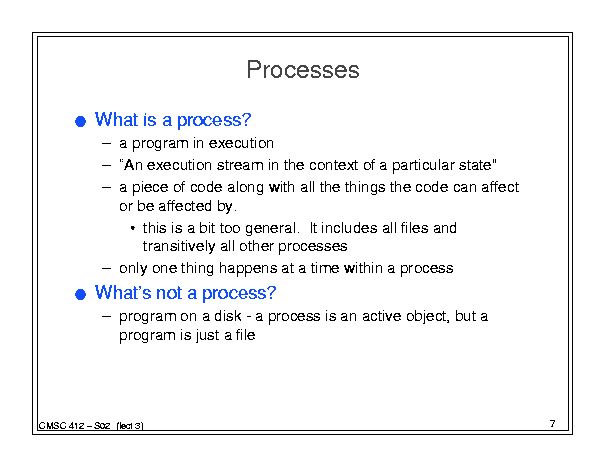 Processes
● What is a process?
– a program in execution
– “An execution stream in the context of a particular state”
– a piece of code along with all the things the code can affect
or be affected by.
• this is a bit too general.  It includes all files and
transitively all other processes
– only one thing happens at a time within a process
● What’s not a process?
– program on a disk - a process is an active object, but a
program is just a file
CMSC 412 – S02  (lect 3)
7